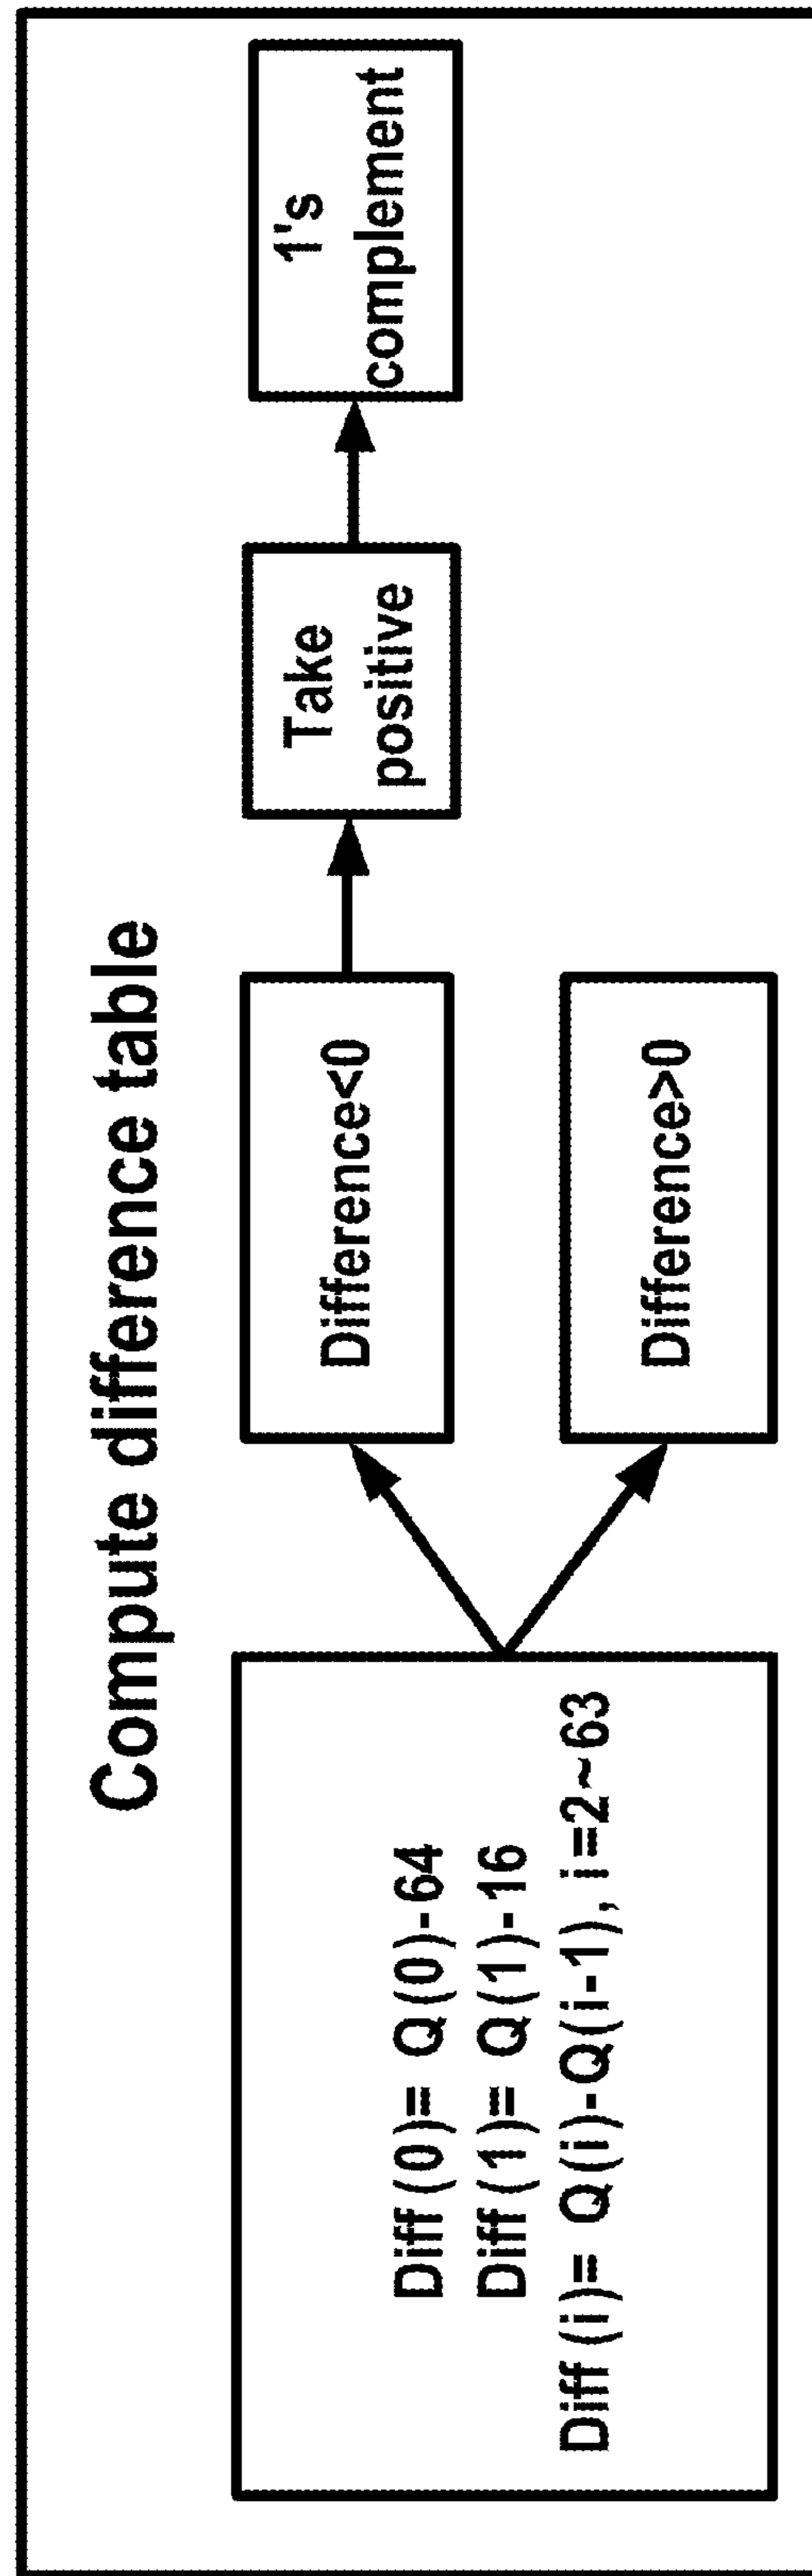 Compute difference table
Diff (0)= Q(0)-64
Diff (1)= Q(1)-16
Diff (i)= Q(i)-Q(i-1), i=2~63
Difference<0
Take
positive
1's
complement
Difference>0